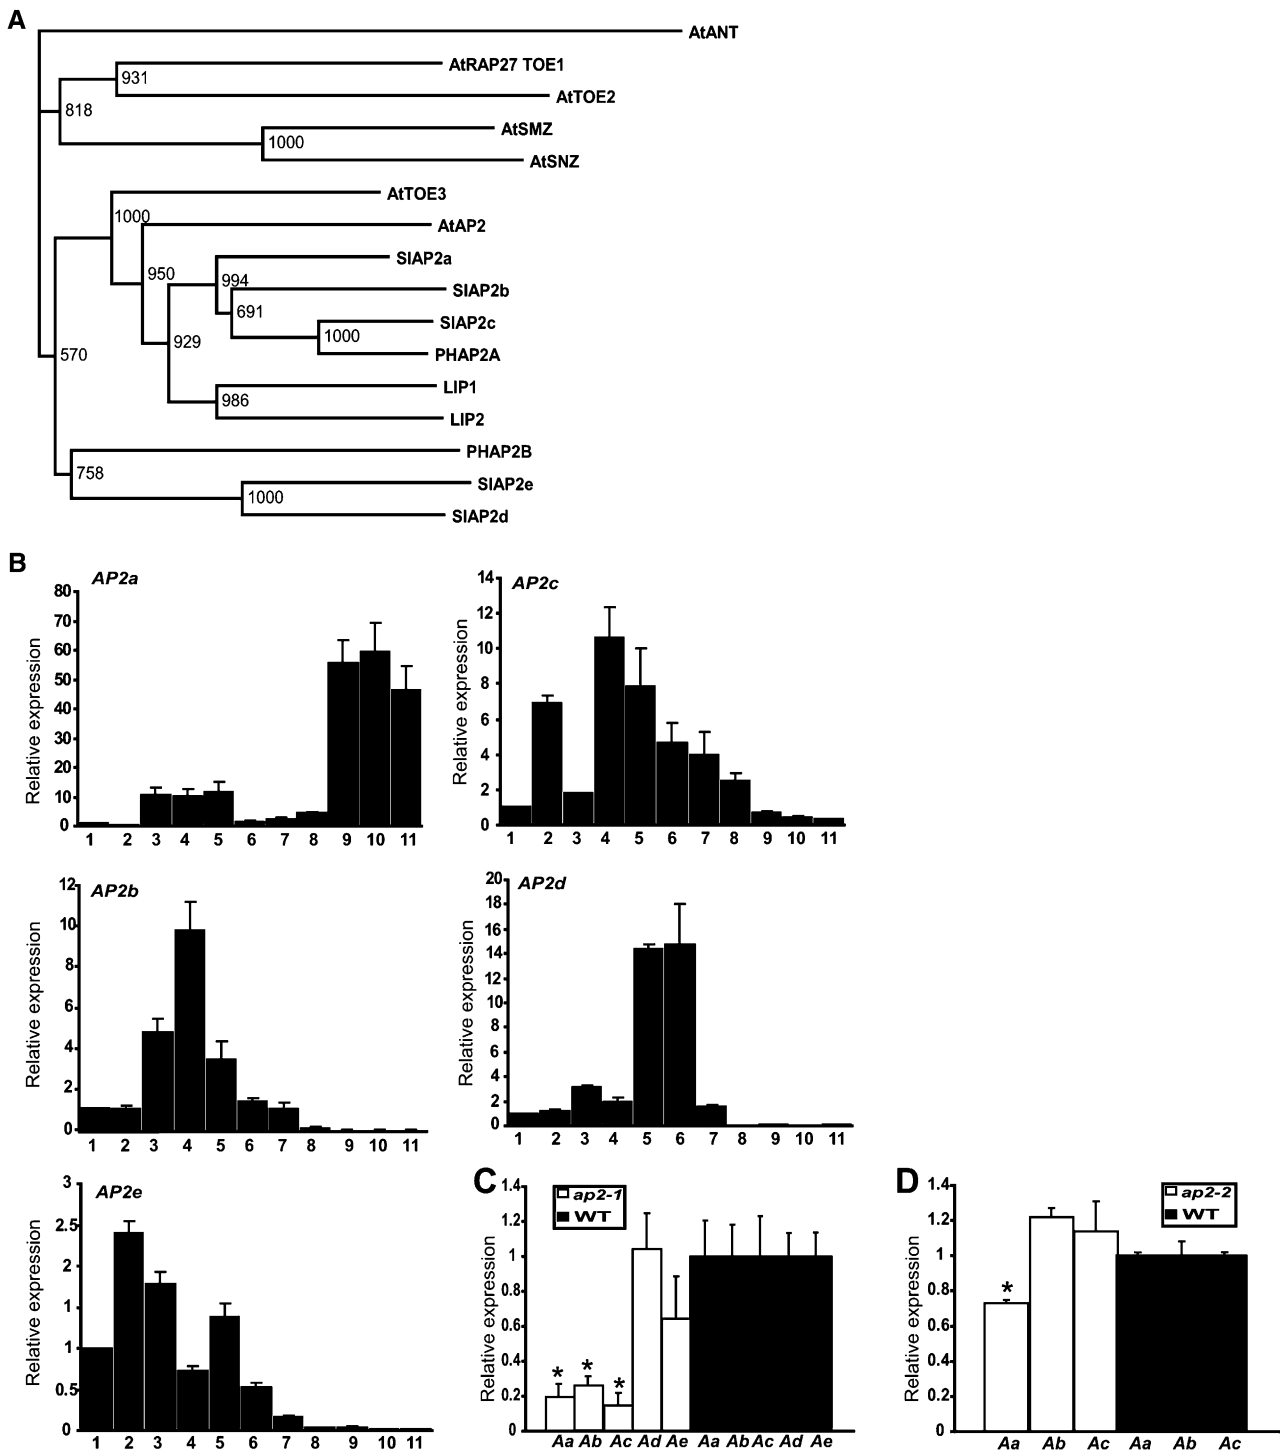 A
AtANT
AtRAP27 TOE1
931
AtTOE2
818
AtSMZ
1000
AtSNZ
AtTOE3
1000
AtAP2
SlAP2a
950
994
SlAP2b
691
SlAP2c
1000
929
PHAP2A
570
LIP1
986
LIP2
PHAP2B
758
SlAP2e
1000
SlAP2d
B
AP2a
Relative expression
80
70
60
50
40
30
20
10
0
1 2 3 4 5 6 7 8 9 10 11
AP2c
Relative expression
14
12
10
8
6
4
2
0
1 2 3 4 5 6 7 8 9 10 11
AP2b
Relative expression
12
10
8
6
4
2
0
1 2 3 4 5 6 7 8 9 10 11
AP2d
Relative expression
20
18
16
14
12
10
8
6
4
2
0
1 2 3 4 5 6 7 8 9 10 11
AP2e
Relative expression
3
2.5
2
1
1
0.5
0
1 2 3 4 5 6 7 8 9 10 11
C
ap2-1
WT
Relative expression
1.4
1.2
1
0.8
0.6
0.4
0.2
0
* * *
Aa Ab Ac Ad Ae Aa Ab Ac Ad Ae
D
ap2-2
WT
Relative expression
1.4
1.2
1
0.8
0.6
0.4
0.2
0
*
Aa Ab Ac Aa Ab Ac